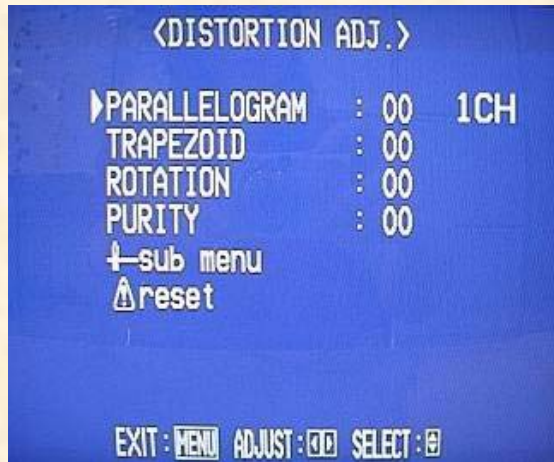 <DISTORTION ADJ.>
PARALLELOGRAM : 00 1CH
TRAPEZOID : 00
ROTATION : 00
PURITY : 00
sub menu
reset
EXIT:MENU ADJUST: SELECT: